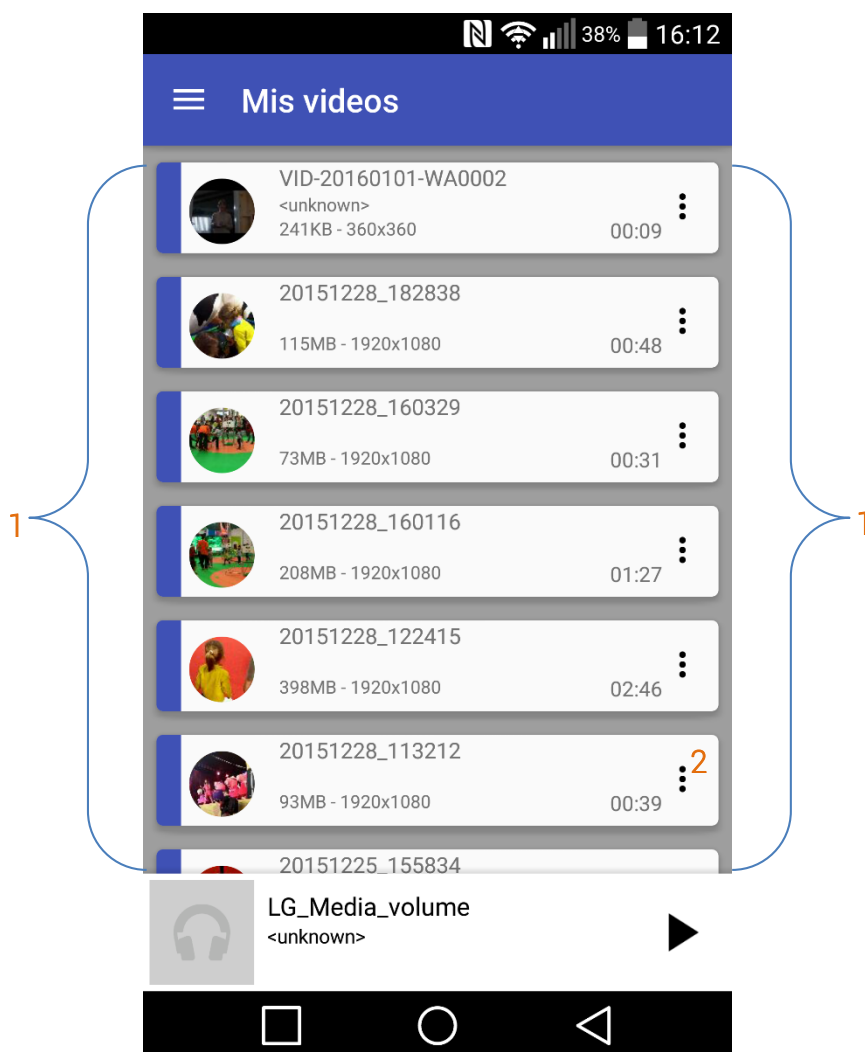 38% 16:12
Mis videos
VID-20160101-WA0002
<unknown>
241KB - 360x360 00:09
20151228_182838
115MB - 1920x1080 00:48
20151228_160329
73MB - 1920x1080 00:31
20151228_160116
208MB - 1920x1080 01:27
1 1
20151228_122415
398MB - 1920x1080 02:46
20151228_113212
2
93MB - 1920x1080 00:39
20151225_155834
LG_Media_volume
<unknown>